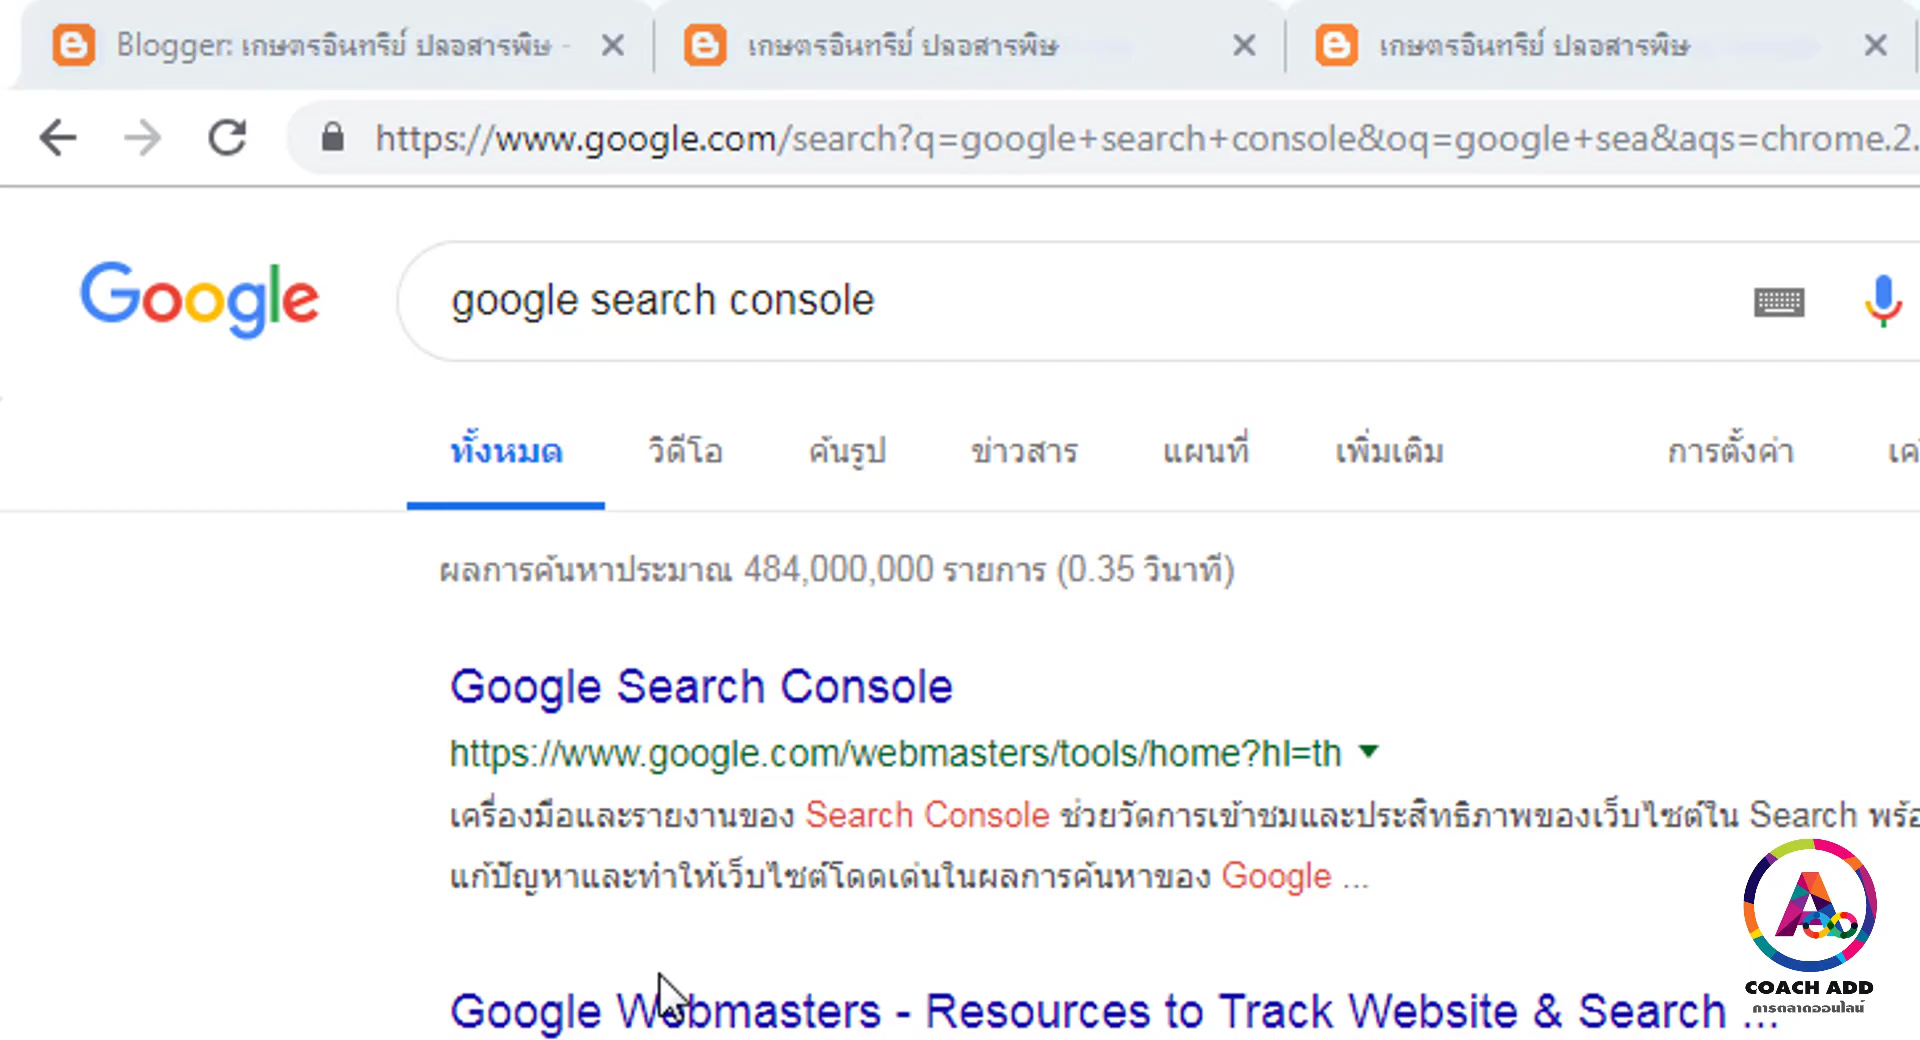 Blogger: เกษตรอินทรีย์ ปลอสารพิษ -
เกษตรอินทรีย์ ปลอสารพิษ
เกษตรอินทรีย์ ปลอสารพิษ
https://www.google.com/search?q=google+search+console&oq=google+sea&aqs=chrome.2.
Google
google search console
ทั้งหมด วิดีโอ ค้นรูป ข่าวสาร แผนที่ เพิ่มเติม การตั้งค่า
ผลการค้นหาประมาณ 484,000,000 รายการ (0.35 วินาที)
Google Search Console
https://www.google.com/webmasters/tools/home?hl=th
เครื่องมือและรายงานของ Search Console ช่วยวัดการเข้าชมและประสิทธิภาพของเว็บไซต์ใน Search
แก้ปัญหาและทำให้เว็บไซต์โดดเด่นในผลการค้นหาของ Google ...
Google Webmasters - Resources to Track Website & Search ...
COACH ADD
การตลาดออนไลน์